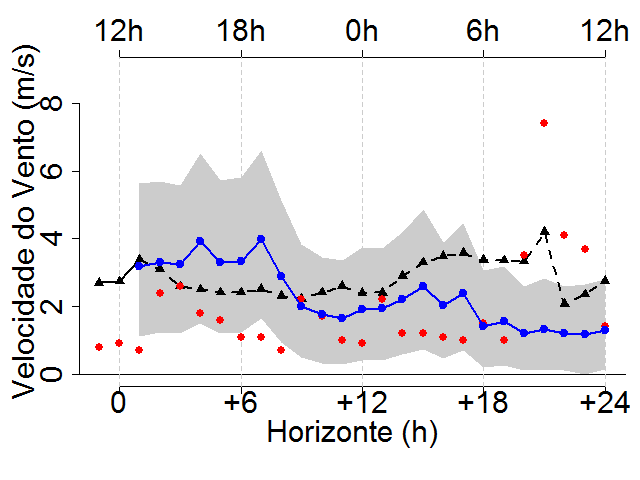 12h 18h 0h 6h 12h
Velocidade do Vento (m/s)
8
6
4
2
0
0 +6 +12 +18 +24
Horizonte (h)